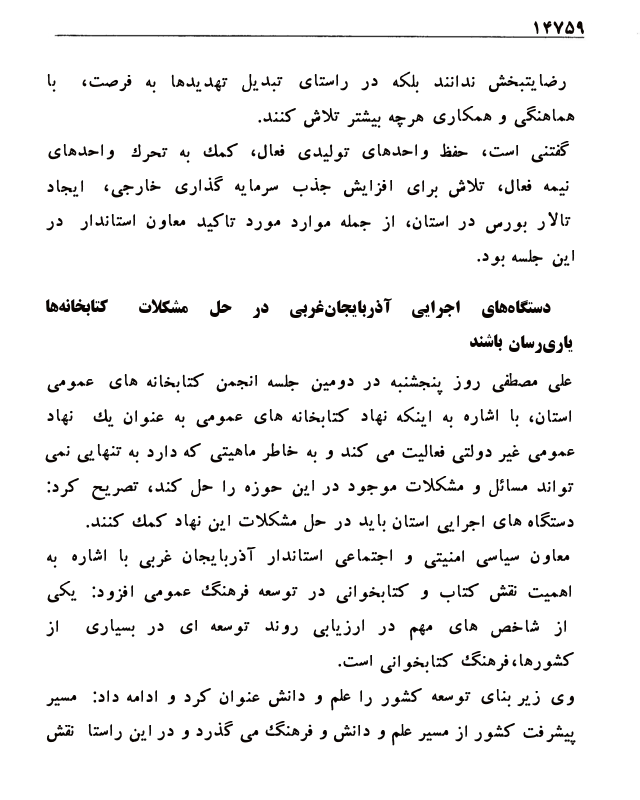 ۱۴۷۵۹
رضایتبخش ندانند بلکه در راستای تبدیل تهدیدها به فرصت، با
هماهنگی و همکاری هرچه بیشتر تلاش کنند.
گفتنی است، حفظ واحدهای تولیدی فعال، کمك به تحرك واحدهای
نیمه فعال، تلاش برای افزایش جذب سرمایه گذاری خارجی، ایجاد
تالار بورس در استان، از جمله موارد مورد تاکید معاون استاندار در
این جلسه بود.
دستگاه‌های اجرایی آذربایجان‌غربی در حل مشکلات کتابخانه‌ها
یاری‌رسان باشند
علی مصطفی روز پنجشنبه در دومین جلسه انجمن کتابخانه های عمومی
استان، با اشاره به اینکه نهاد کتابخانه های عمومی به عنوان یك نهاد
عمومی غیر دولتی فعالیت می کند و به خاطر ماهیتی که دارد به تنهایی نمی
تواند مسائل و مشکلات موجود در این حوزه را حل کند، تصریح کرد:
دستگاه های اجرایی استان باید در حل مشکلات این نهاد کمك کنند.
معاون سیاسی امنیتی و اجتماعی استاندار آذربایجان غربی با اشاره به
اهمیت نقش کتاب و کتابخوانی در توسعه فرهنگ عمومی افزود: یکی
از شاخص های مهم در ارزیابی روند توسعه ای در بسیاری از
کشورها،فرهنگ کتابخوانی است.
وی زیر بنای توسعه کشور را علم و دانش عنوان کرد و ادامه داد: مسیر
پیشرفت کشور از مسیر علم و دانش و فرهنگ می گذرد و در این راستا نقش